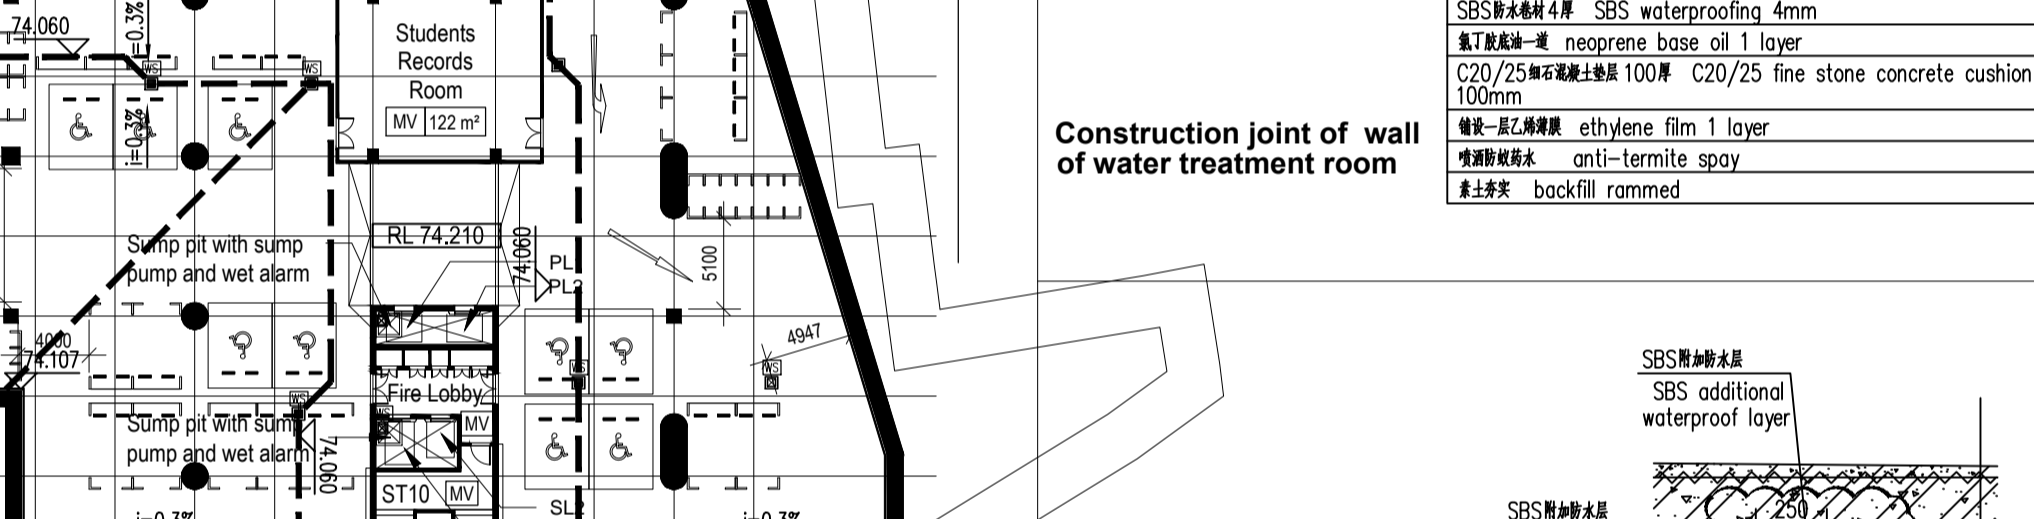 74.060
i=0.3%
WS
WS
Students
Records
Room
MV
122 m²
i=0.3%
RL 74.210
74.060
PL
PL2
5100
Sump pit with sump
pump and wet alarm
4000
74.107
4947
WS
WS
WS
Fire Lobby
WS
MV
Sump pit with sump
pump and wet alarm
74.060
ST10
MV
SL2
i=0.3%
i=0.3%
Construction joint of wall
of water treatment room
SBS防水卷材4厚 SBS waterproofing 4mm
氯丁胶底油一道 neoprene base oil 1 layer
C20/25细石混凝土垫层100厚 C20/25 fine stone concrete cushion
100mm
铺设一层乙烯薄膜 ethylene film 1 layer
喷洒防蚁药水 anti-termite spay
素土夯实 backfill rammed
SBS附加防水层
SBS additional
waterproof layer
250
SBS附加防水层